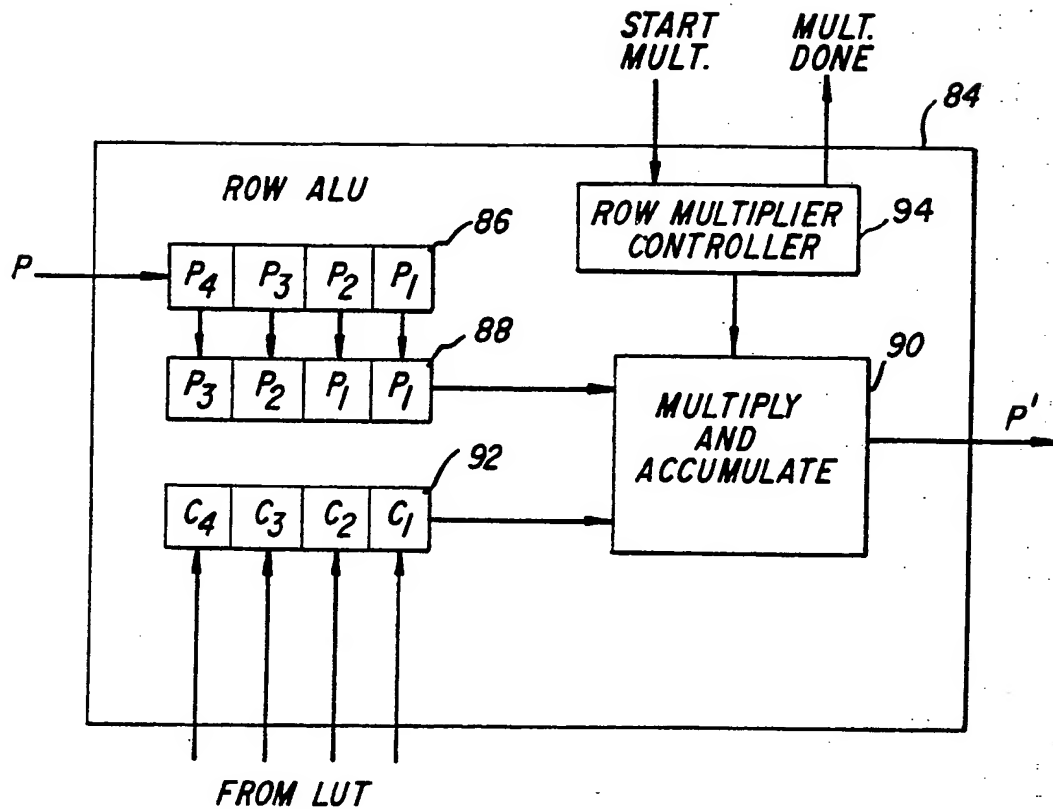 START
MULT.
MULT.
DONE
84
ROW ALU
ROW MULTIPLIER
CONTROLLER
94
86
P
P4 P3 P2 P1
88
P3 P2 P1 P1
90
MULTIPLY
AND
ACCUMULATE
P'
92
C4 C3 C2 C1
FROM LUT